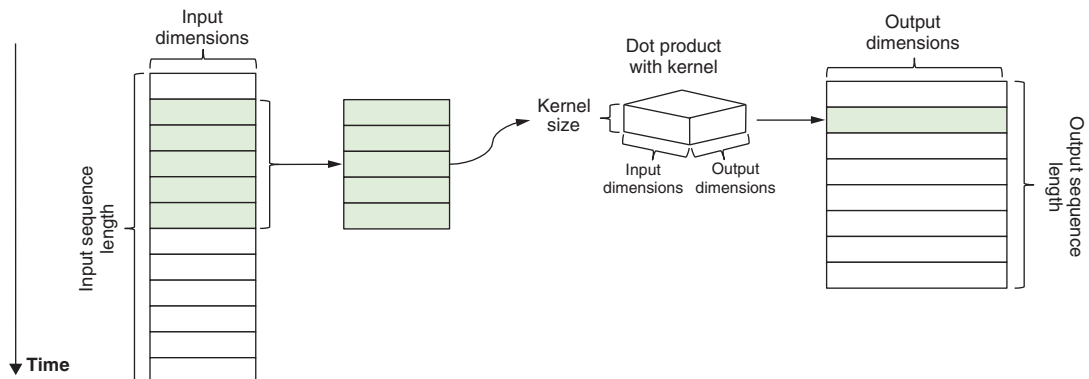 Input
dimensions
Input sequence
length
Time
Kernel
size
Dot product
with kernel
Input
dimensions
Output
dimensions
Output
dimensions
Output sequence
length